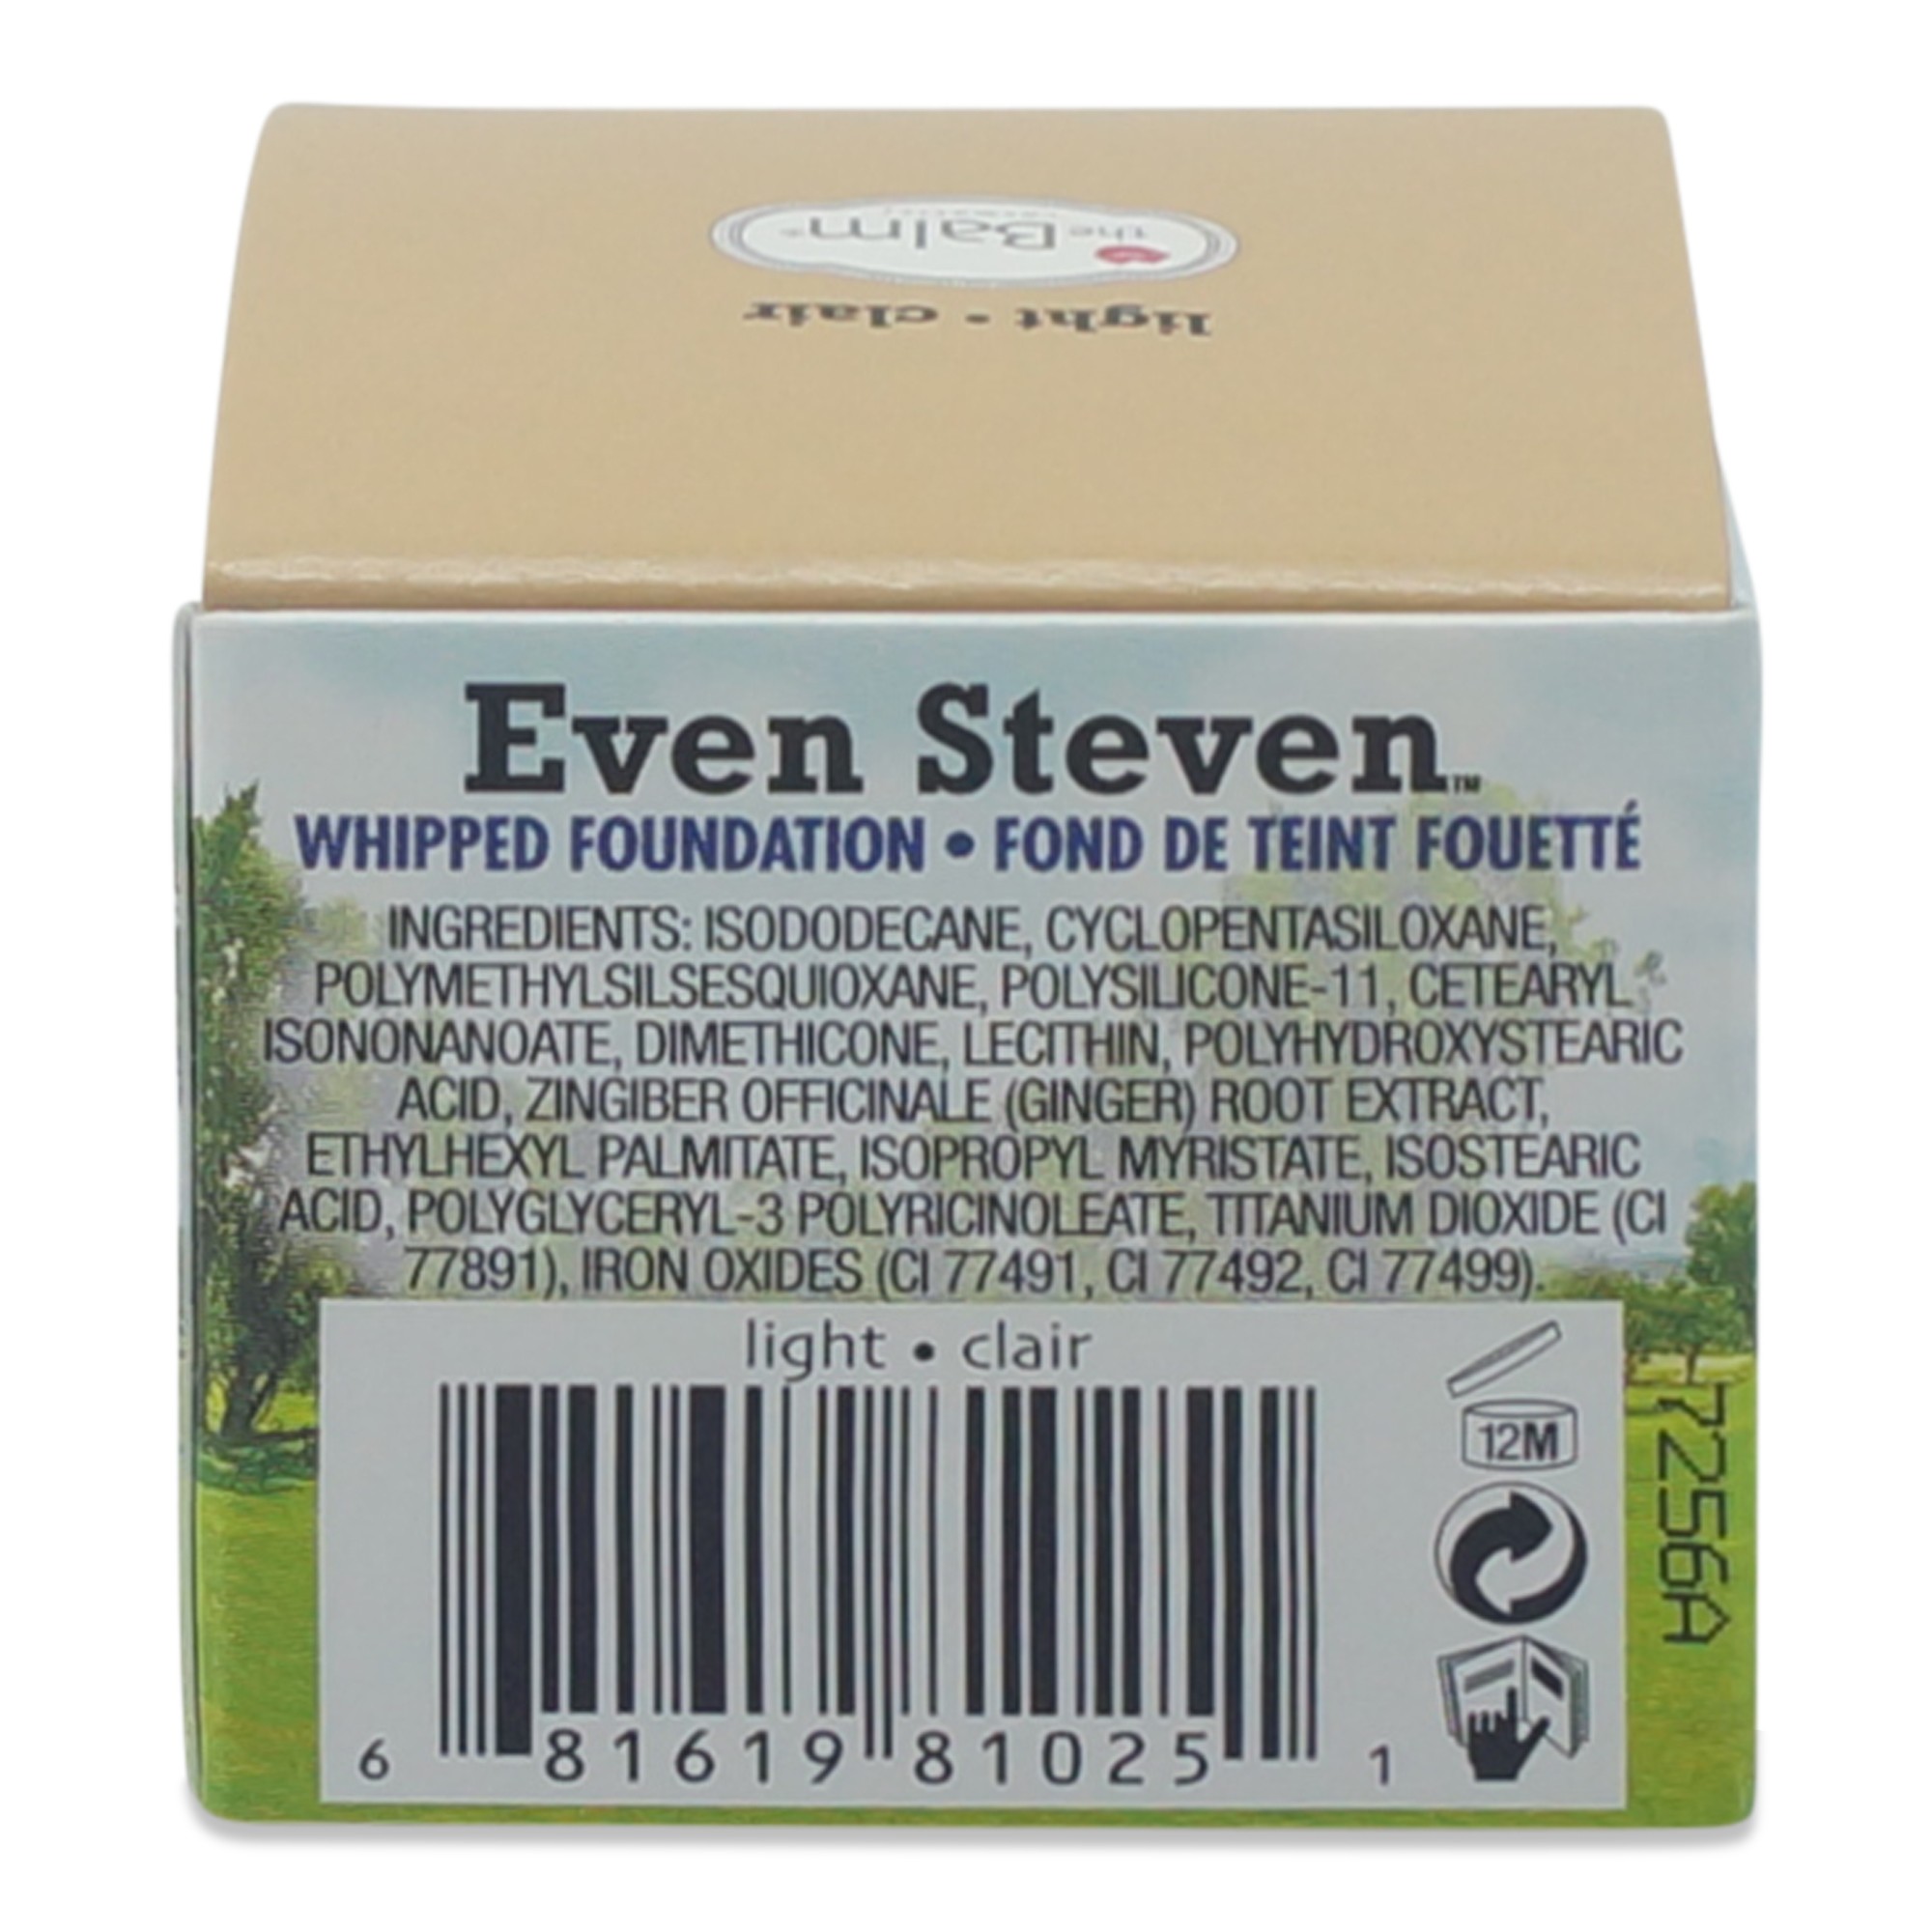 the Balm®
light • clair
Even Steven™
WHIPPED FOUNDATION • FOND DE TEINT FOUETTÉ
INGREDIENTS: ISODODECANE, CYCLOPENTASILOXANE,
POLYMETHYLSILSESQUIOXANE, POLYSILICONE-11, CETEARYL
ISONONANOATE, DIMETHICONE, LECITHIN, POLYHYDROXYSTEARIC
ACID, ZINGIBER OFFICINALE (GINGER) ROOT EXTRACT,
ETHYLHEXYL PALMITATE, ISOPROPYL MYRISTATE, ISOSTEARIC
ACID, POLYGLYCERYL-3 POLYRICINOLEATE, TITANIUM DIOXIDE (CI
77891), IRON OXIDES (CI 77491, CI 77492, CI 77499).
light • clair
12M
7256A
6 81619 81025 1